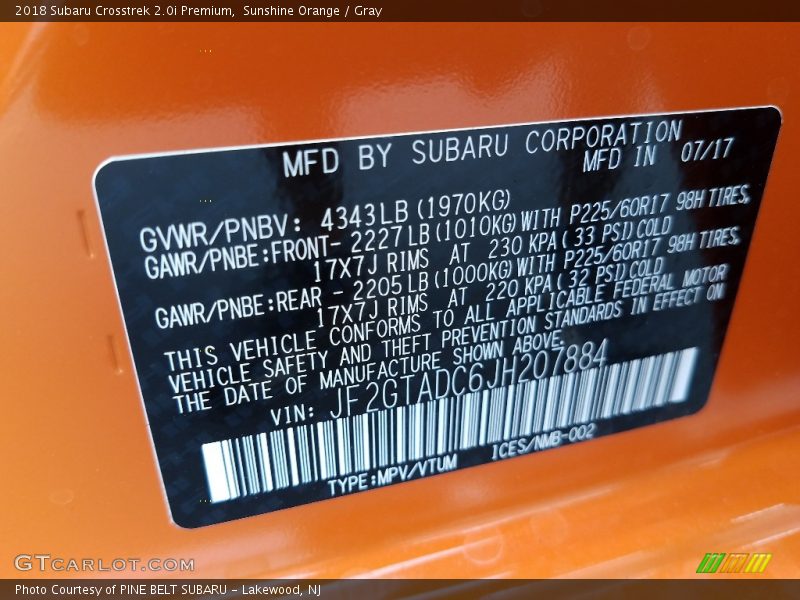 2018 Subaru Crosstrek 2.0i Premium,  Sunshine Orange / Gray
MFD BY SUBARU CORPORATION
MFD IN 07/17
GVWR/PNBV: 4343LB (1970KG)
GAWR/PNBE:FRONT- 2227LB (1010KG) WITH P225/60R17 98H TIRES,
17X7J RIMS AT 230 KPA ( 33 PSI) COLD
GAWR/PNBE:REAR - 2205LB (1000KG) WITH P225/60R17 98H TIRES,
17X7J RIMS AT 220 KPA ( 32 PSI) COLD
THIS VEHICLE CONFORMS TO ALL APPLICABLE FEDERAL MOTOR
VEHICLE SAFETY AND THEFT PREVENTION STANDARDS IN EFFECT ON
THE DATE OF MANUFACTURE SHOWN ABOVE.
VIN: JF2GTADC6JH207884
TYPE:MPV/VTUM ICES/NMB-002
GTCARLOT.COM
Photo Courtesy of PINE BELT SUBARU - Lakewood, NJ